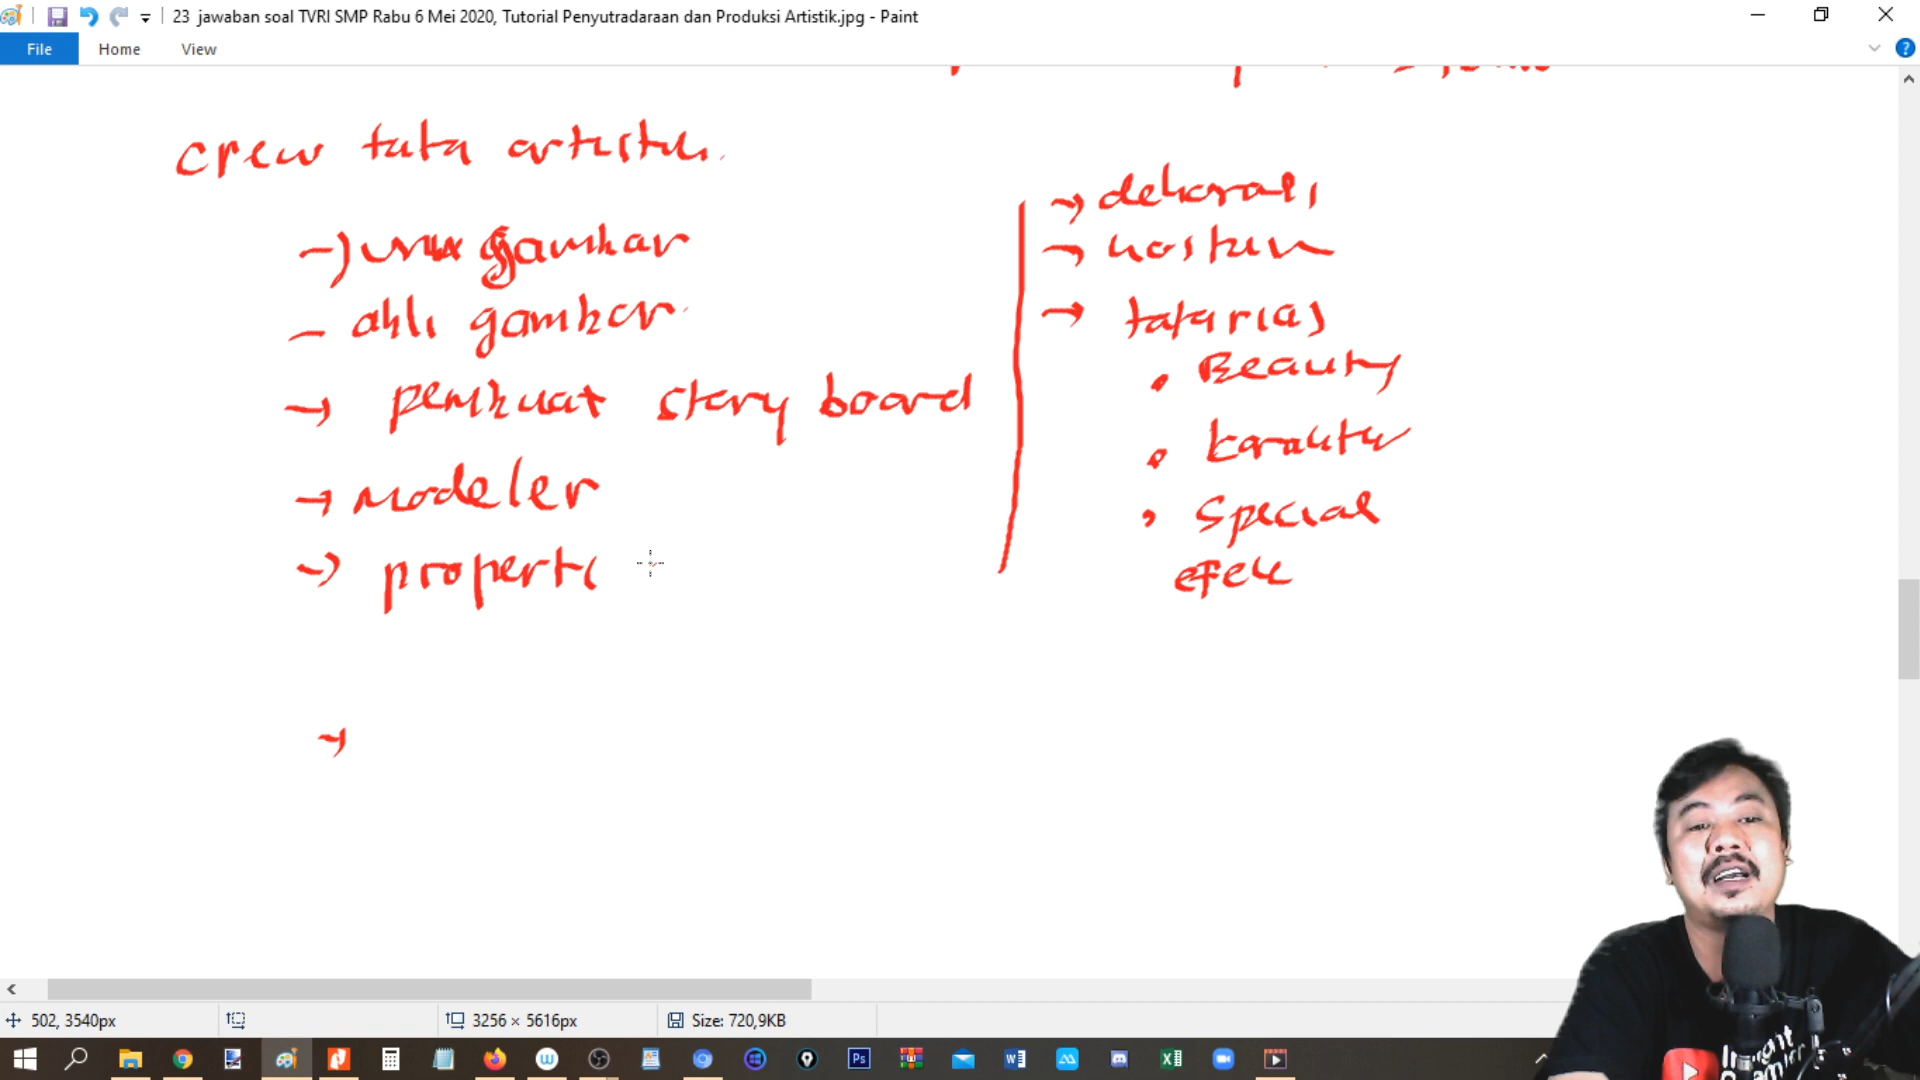 23 jawaban soal TVRI SMP Rabu 6 Mei 2020, Tutorial Penyutradaraan dan Produksi Artistik.jpg - Paint
File Home View
crew tata artistik.
→ gambar
- ahli gambar
→ pembuat story board
→ Modeler
→ properti
→
→ dekorasi
→ kostum
→ tata rias
• Beauty
• karakter
• Special
efek
502, 3540px
3256 × 5616px
Size: 720,9KB